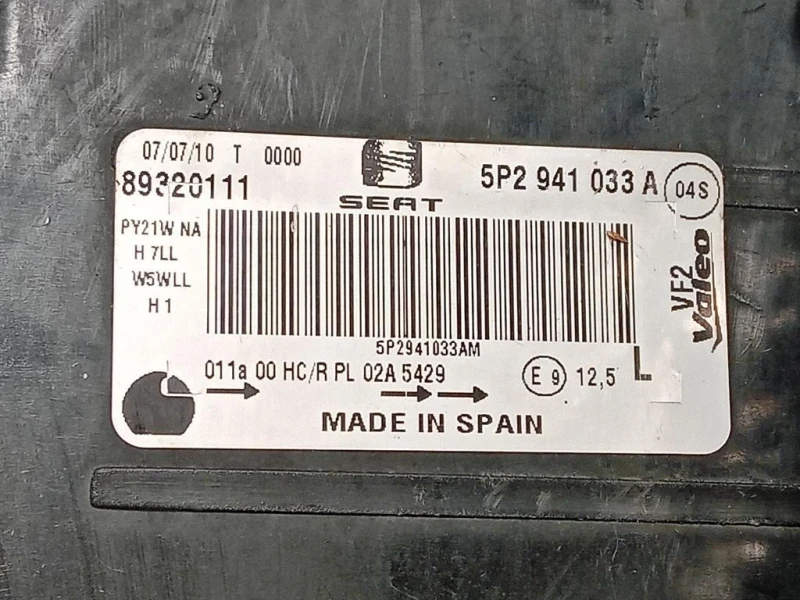 07/07/10 T 0000
89320111
SEAT
5P2 941 033 A
04S
PY21W NA
H 7LL
W5WLL
H 1
VF2
Valeo
5P2941033AM
011a 00 HC/R PL 02A 5429
E 9
12,5
L
MADE IN SPAIN